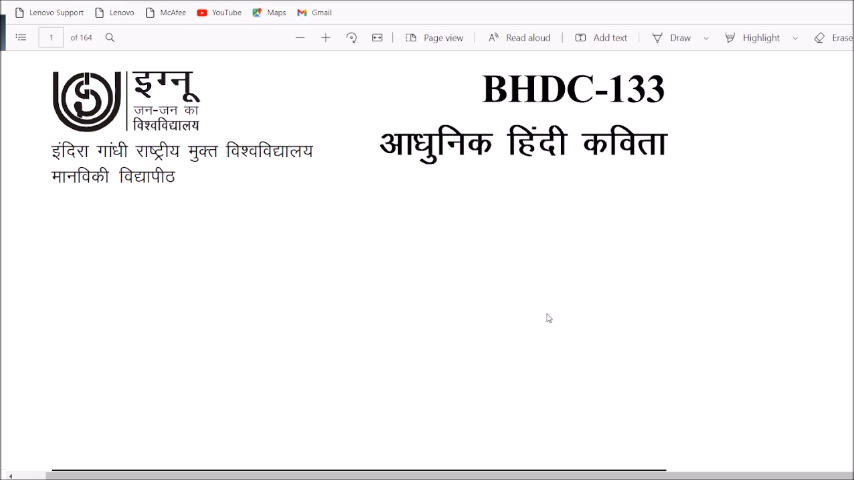 Lenovo Support Lenovo McAfee YouTube Maps Gmail
1 of 164 Page view Read aloud Add text Draw Highlight Erase
इग्नू
जन-जन का
विश्वविद्यालय
इंदिरा गांधी राष्ट्रीय मुक्त विश्वविद्यालय
मानविकी विद्यापीठ
BHDC-133
आधुनिक हिंदी कविता